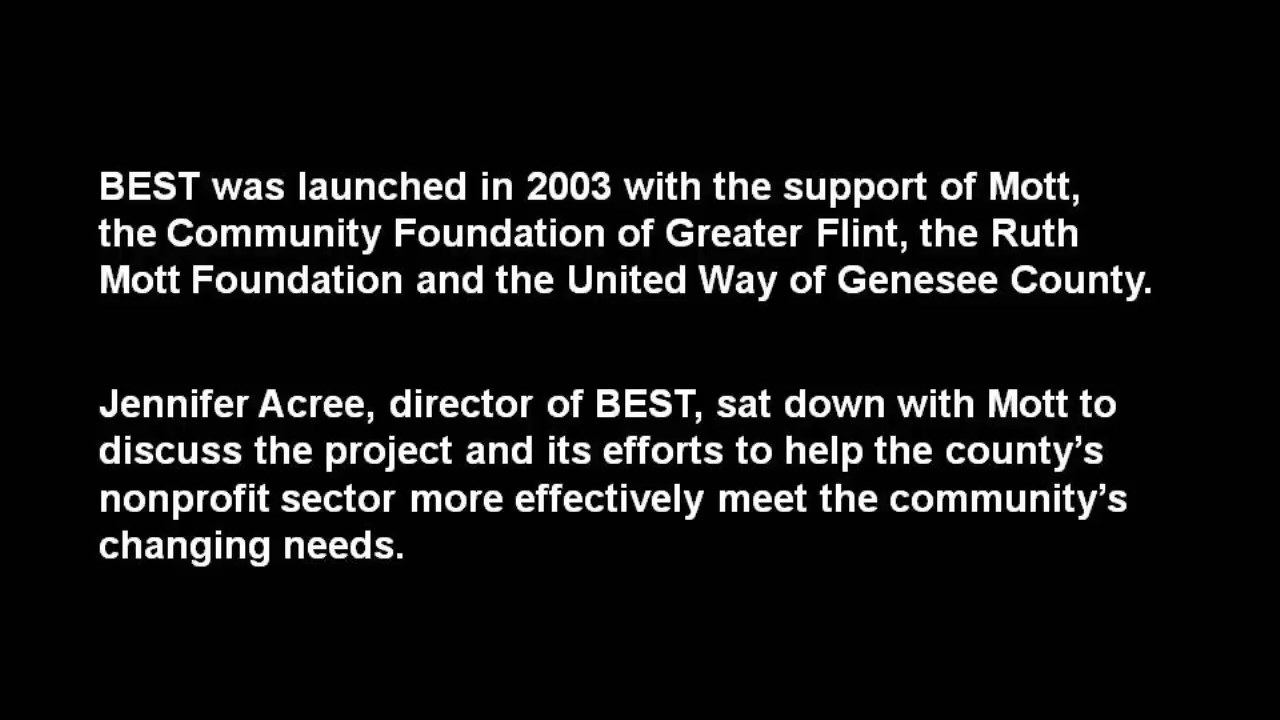 BEST was launched in 2003 with the support of Mott,
the Community Foundation of Greater Flint, the Ruth
Mott Foundation and the United Way of Genesee County.
Jennifer Acree, director of BEST, sat down with Mott to
discuss the project and its efforts to help the county’s
nonprofit sector more effectively meet the community’s
changing needs.